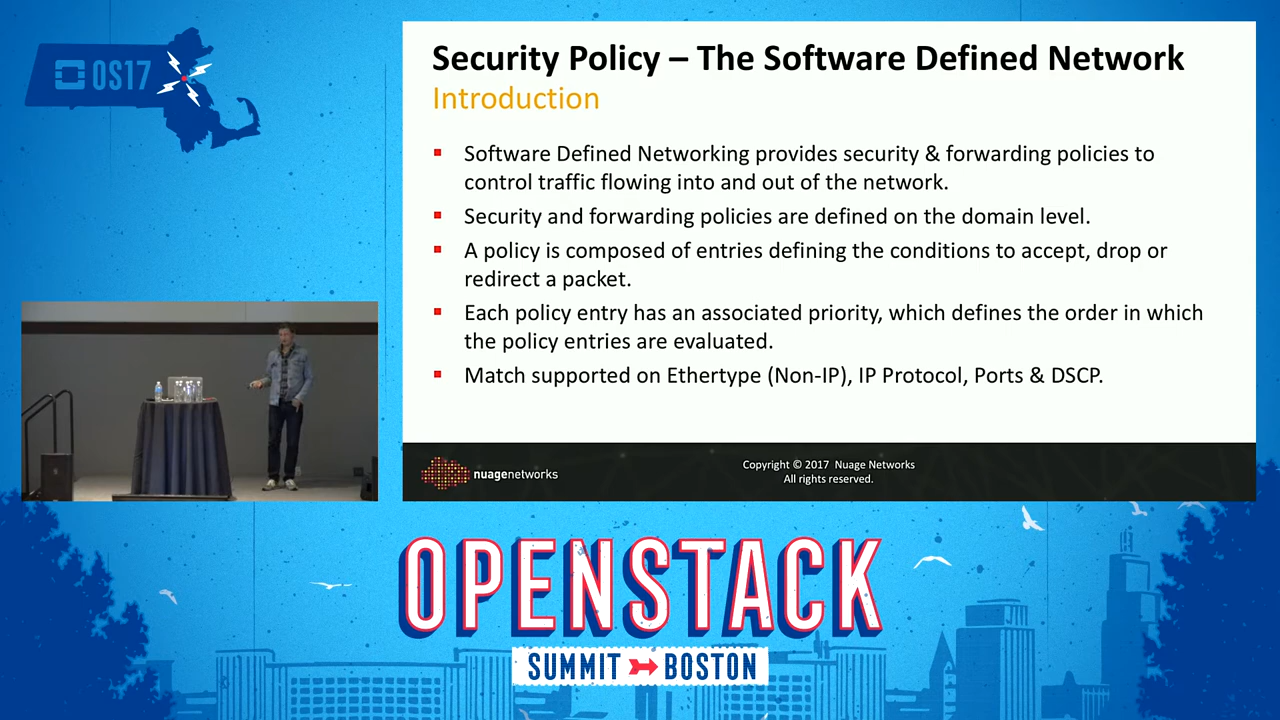 OS17
Security Policy – The Software Defined Network
Introduction
Software Defined Networking provides security & forwarding policies to
control traffic flowing into and out of the network.
Security and forwarding policies are defined on the domain level.
A policy is composed of entries defining the conditions to accept, drop or
redirect a packet.
Each policy entry has an associated priority, which defines the order in which
the policy entries are evaluated.
Match supported on Ethertype (Non-IP), IP Protocol, Ports & DSCP.
nuagenetworks
Copyright © 2017 Nuage Networks
All rights reserved.
OPENSTACK
SUMMIT BOSTON